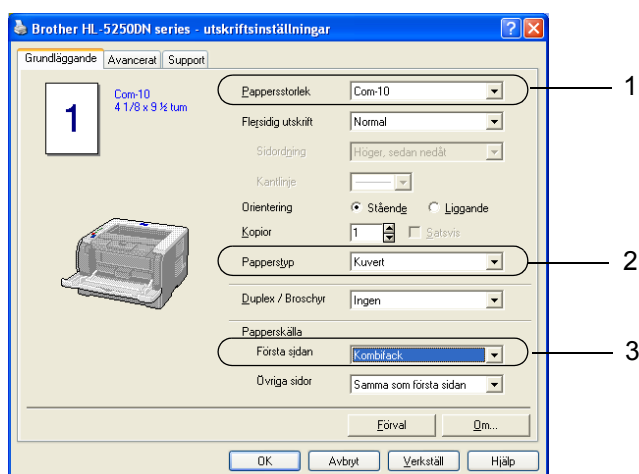 Brother HL-5250DN series - utskriftsinställningar
Grundläggande Avancerat Support
1
Com-10
4 1/8 x 9 ½ tum
Pappersstorlek Com-10 1
Flersidig utskrift Normal
Sidordning Höger, sedan nedåt
Kantlinje
Orientering Stående Liggande
Kopior 1 Satsvis
Papperstyp Kuvert 2
Duplex / Broschyr Ingen
Papperskälla
Första sidan Kombifack 3
Övriga sidor Samma som första sidan
Förval Om...
OK Avbryt Verkställ Hjälp